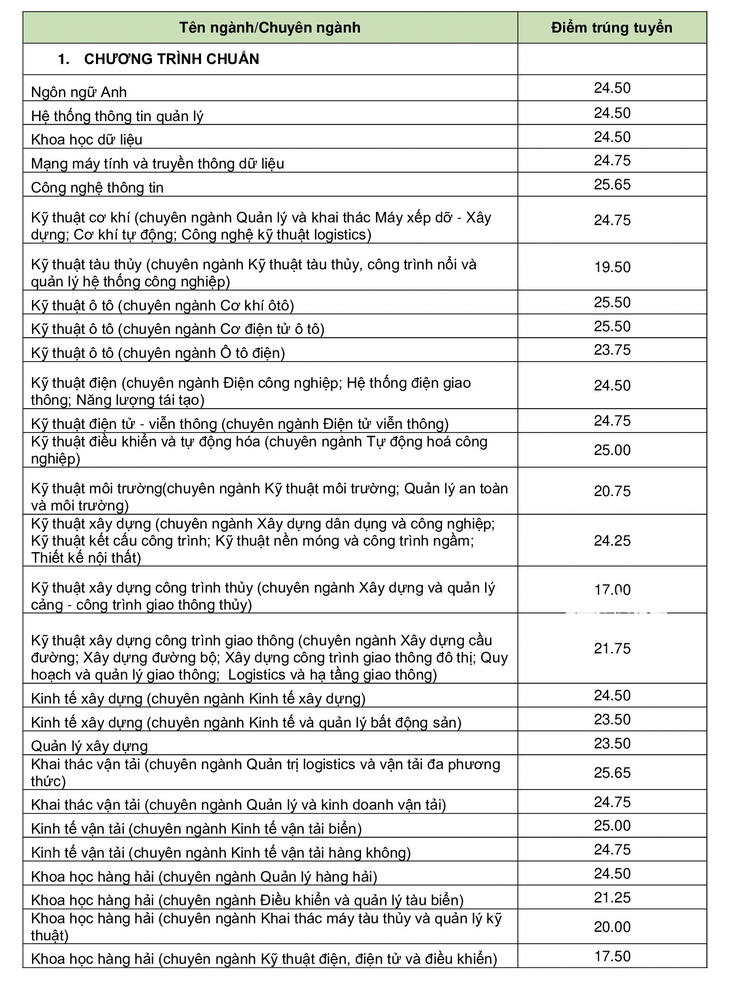 Tên ngành/Chuyên ngành Điểm trúng tuyển
1. CHƯƠNG TRÌNH CHUẨN
Ngôn ngữ Anh 24.50
Hệ thống thông tin quản lý 24.50
Khoa học dữ liệu 24.50
Mạng máy tính và truyền thông dữ liệu 24.75
Công nghệ thông tin 25.65
Kỹ thuật cơ khí (chuyên ngành Quản lý và khai thác Máy xếp dỡ - Xây
dựng; Cơ khí tự động; Công nghệ kỹ thuật logistics) 24.75
Kỹ thuật tàu thủy (chuyên ngành Kỹ thuật tàu thủy, công trình nổi và
quản lý hệ thống công nghiệp) 19.50
Kỹ thuật ô tô (chuyên ngành Cơ khí ôtô) 25.50
Kỹ thuật ô tô (chuyên ngành Cơ điện tử ô tô) 25.50
Kỹ thuật ô tô (chuyên ngành Ô tô điện) 23.75
Kỹ thuật điện (chuyên ngành Điện công nghiệp; Hệ thống điện giao
thông; Năng lượng tái tạo) 24.50
Kỹ thuật điện tử - viễn thông (chuyên ngành Điện tử viễn thông) 24.75
Kỹ thuật điều khiển và tự động hóa (chuyên ngành Tự động hoá công
nghiệp) 25.00
Kỹ thuật môi trường(chuyên ngành Kỹ thuật môi trường; Quản lý an toàn
và môi trường) 20.75
Kỹ thuật xây dựng (chuyên ngành Xây dựng dân dụng và công nghiệp;
Kỹ thuật kết cấu công trình; Kỹ thuật nền móng và công trình ngầm; 24.25
Thiết kế nội thất)
Kỹ thuật xây dựng công trình thủy (chuyên ngành Xây dựng và quản lý
cảng - công trình giao thông thủy) 17.00
Kỹ thuật xây dựng công trình giao thông (chuyên ngành Xây dựng cầu
đường; Xây dựng đường bộ; Xây dựng công trình giao thông đô thị; Quy 21.75
hoạch và quản lý giao thông; Logistics và hạ tầng giao thông)
Kinh tế xây dựng (chuyên ngành Kinh tế xây dựng) 24.50
Kinh tế xây dựng (chuyên ngành Kinh tế và quản lý bất động sản) 23.50
Quản lý xây dựng 23.50
Khai thác vận tải (chuyên ngành Quản trị logistics và vận tải đa phương
thức) 25.65
Khai thác vận tải (chuyên ngành Quản lý và kinh doanh vận tải) 24.75
Kinh tế vận tải (chuyên ngành Kinh tế vận tải biển) 25.00
Kinh tế vận tải (chuyên ngành Kinh tế vận tải hàng không) 24.75
Khoa học hàng hải (chuyên ngành Quản lý hàng hải) 24.50
Khoa học hàng hải (chuyên ngành Điều khiển và quản lý tàu biển) 21.25
Khoa học hàng hải (chuyên ngành Khai thác máy tàu thủy và quản lý kỹ
thuật) 20.00
Khoa học hàng hải (chuyên ngành Kỹ thuật điện, điện tử và điều khiển) 17.50